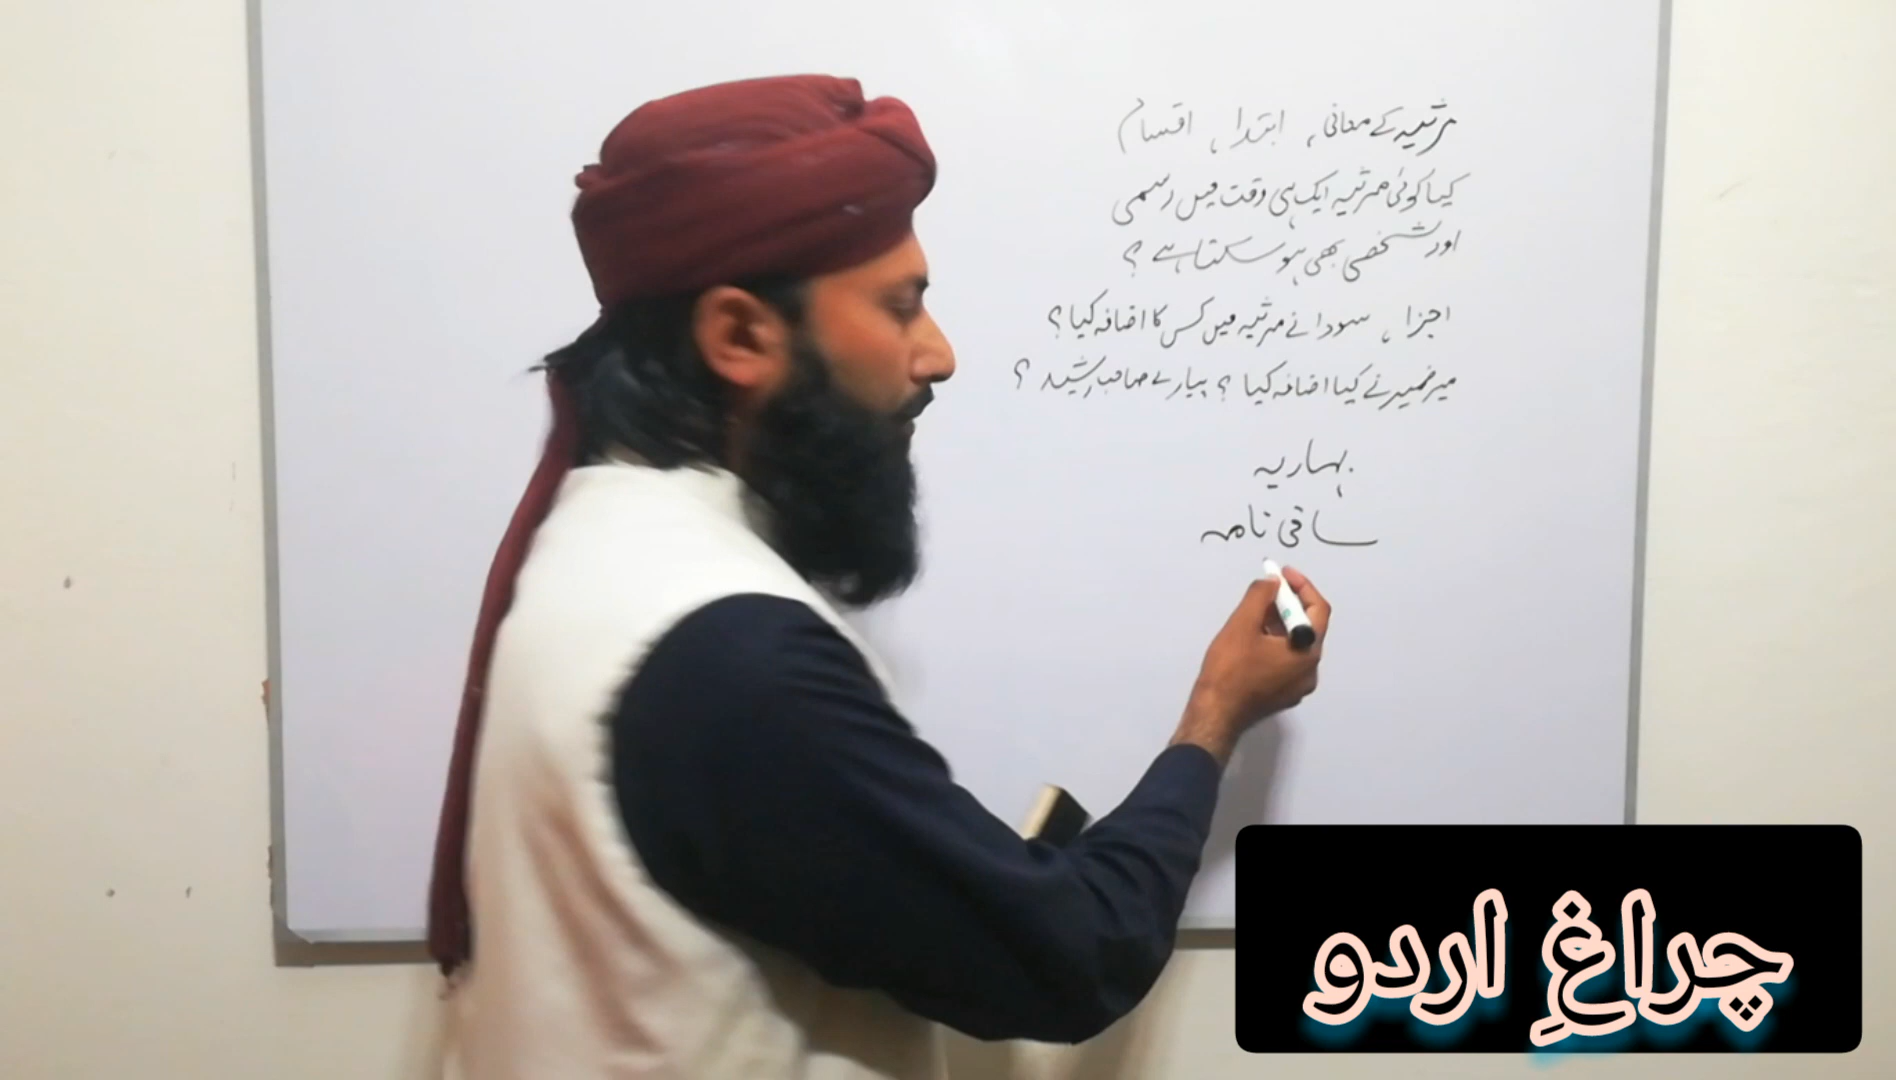 مرثیہ کے معانی، ابتدا، اقسام
کیا کوئی مرثیہ ایک ہی وقت میں رسمی
اور شخصی بھی ہو سکتا ہے ؟
اجزا، سودا نے مرثیہ میں کس کا اضافہ کیا ؟
میر ضمیر نے کیا اضافہ کیا ؟ پیارے صاحب رشید ؟
بہاریہ
ساقی نامہ
چراغِ اردو